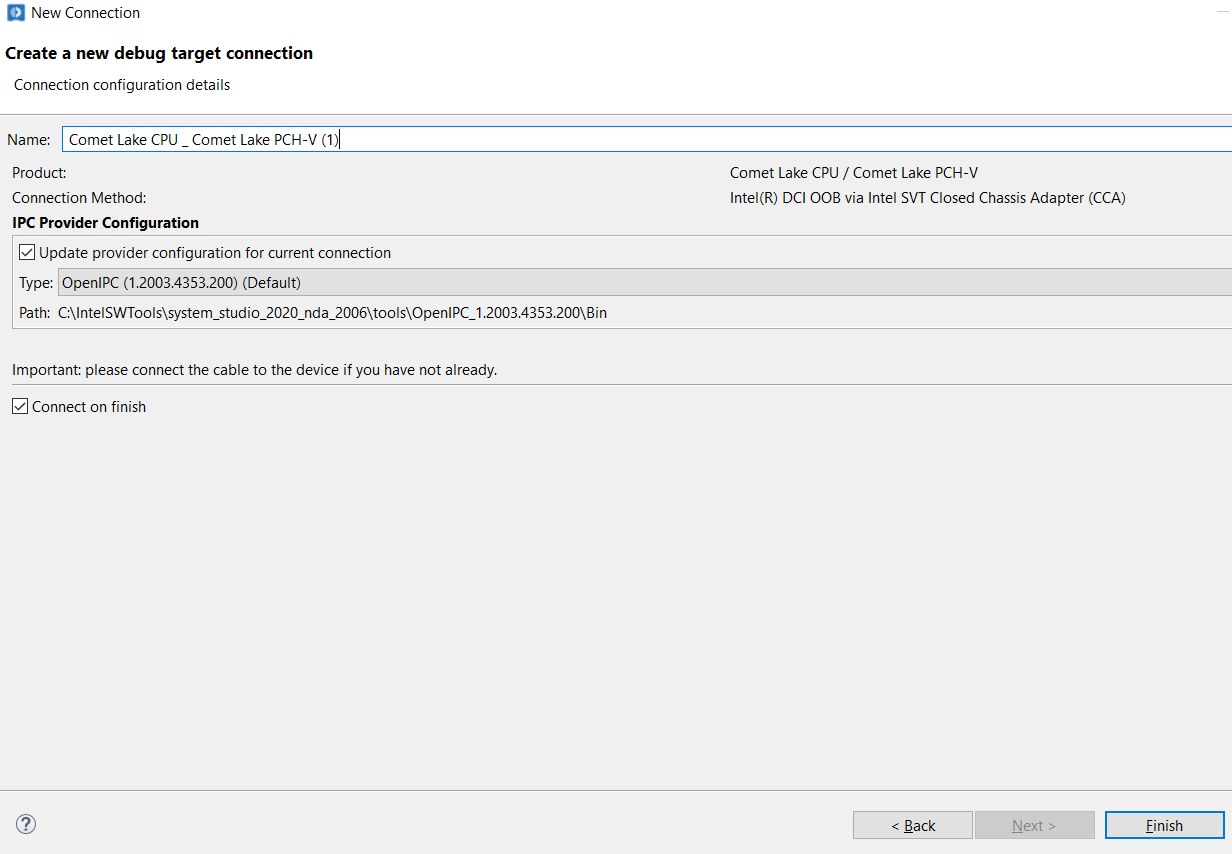 New Connection
Create a new debug target connection
Connection configuration details
Name: Comet Lake CPU _ Comet Lake PCH-V (1)
Product: Comet Lake CPU / Comet Lake PCH-V
Connection Method: Intel(R) DCI OOB via Intel SVT Closed Chassis Adapter (CCA)
IPC Provider Configuration
Update provider configuration for current connection
Type: OpenIPC (1.2003.4353.200) (Default)
Path: C:\IntelSWTools\system_studio_2020_nda_2006\tools\OpenIPC_1.2003.4353.200\Bin
Important: please connect the cable to the device if you have not already.
Connect on finish
? < Back Next > Finish